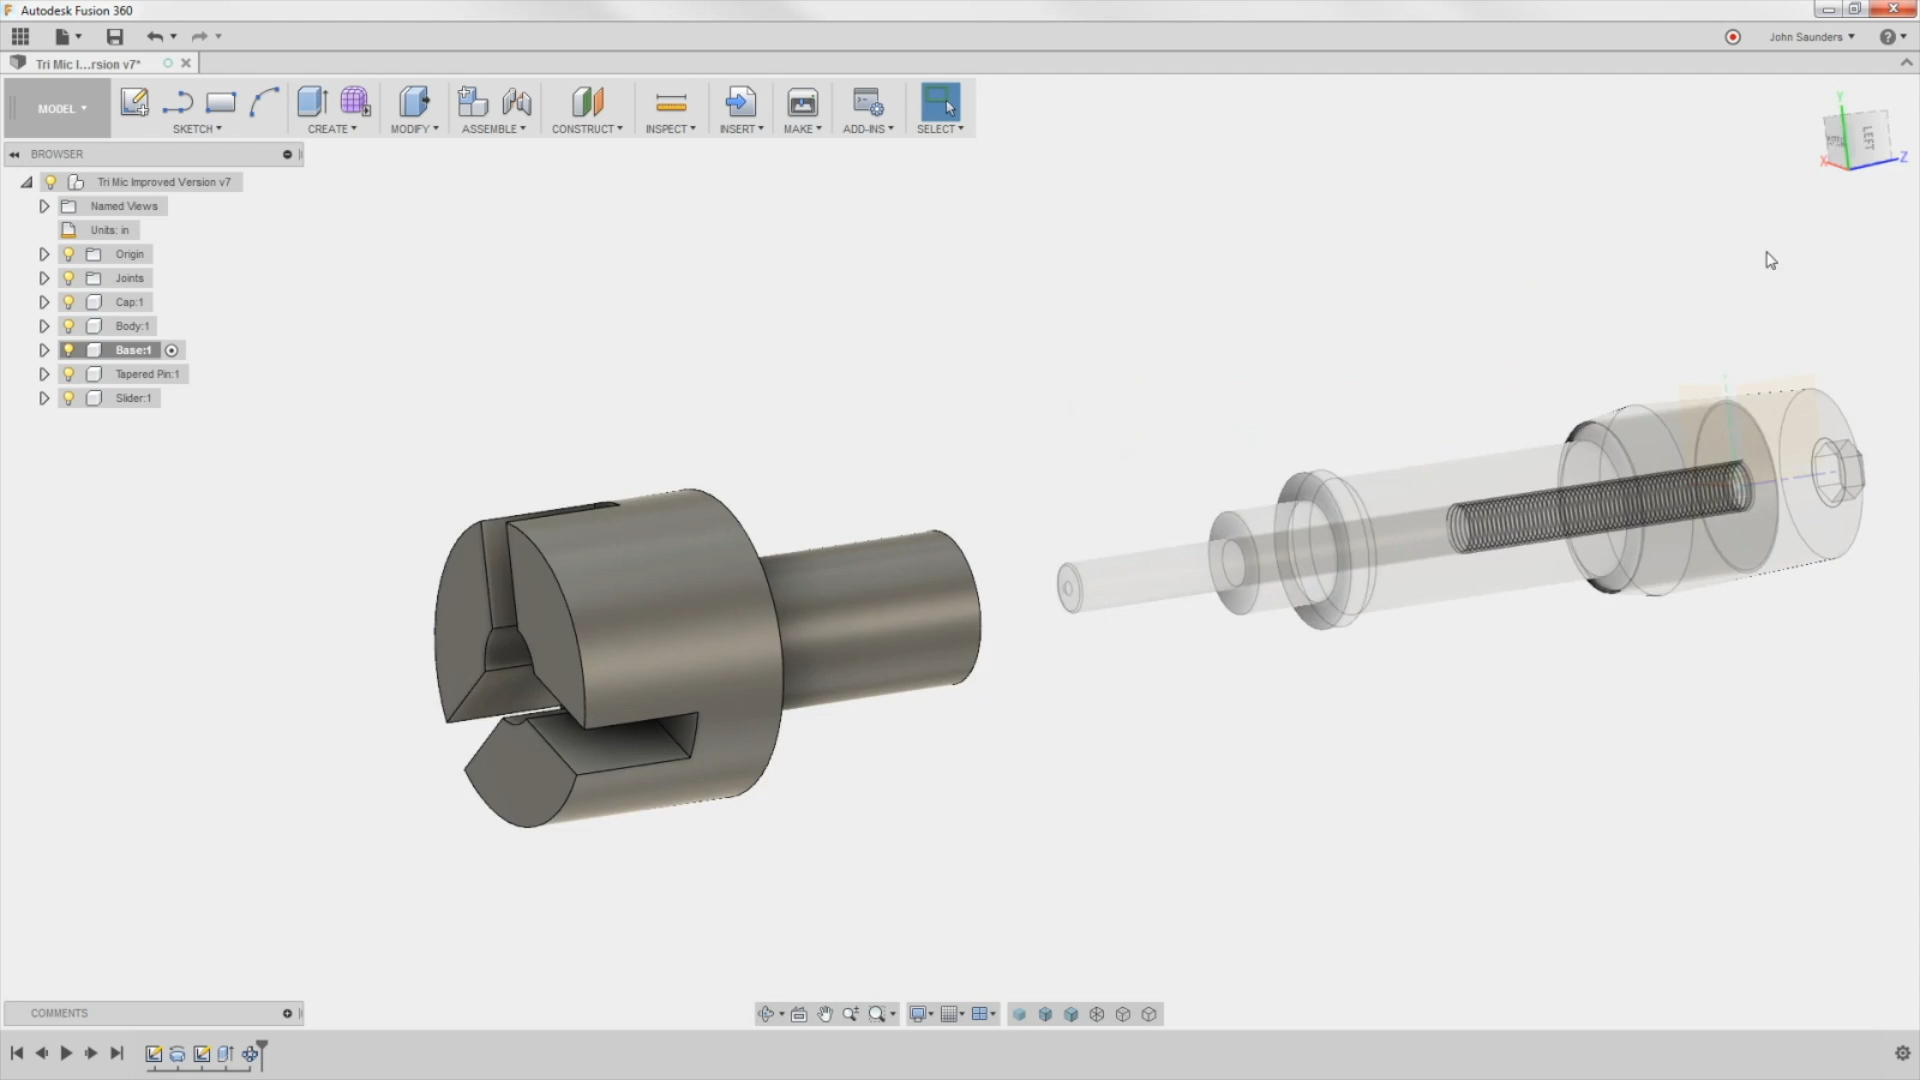 Autodesk Fusion 360
John Saunders
Tri Mic I...rsion v7*
MODEL
SKETCH
CREATE
MODIFY
ASSEMBLE
CONSTRUCT
INSPECT
INSERT
MAKE
ADD-INS
SELECT
Y
LEFT
X
Z
BROWSER
Tri Mic Improved Version v7
Named Views
Units: in
Origin
Joints
Cap:1
Body:1
Base:1
Tapered Pin:1
Slider:1
COMMENTS